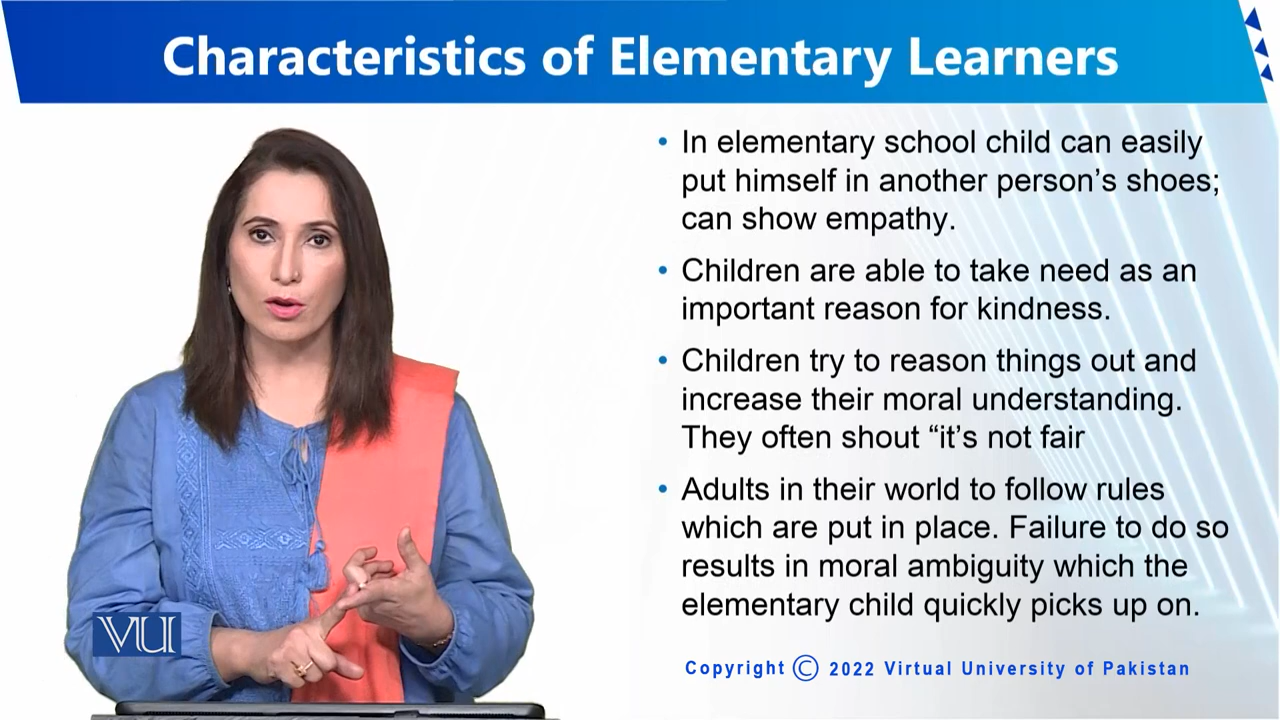 Characteristics of Elementary Learners
• In elementary school child can easily
put himself in another person’s shoes;
can show empathy.
• Children are able to take need as an
important reason for kindness.
• Children try to reason things out and
increase their moral understanding.
They often shout “it’s not fair
• Adults in their world to follow rules
which are put in place. Failure to do so
results in moral ambiguity which the
elementary child quickly picks up on.
VU
Copyright © 2022 Virtual University of Pakistan